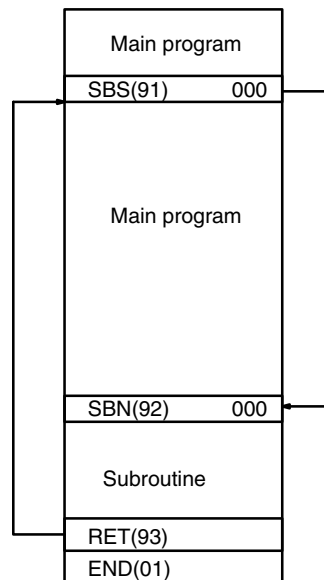 Main program
SBS(91) 000
Main program
SBN(92) 000
Subroutine
RET(93)
END(01)